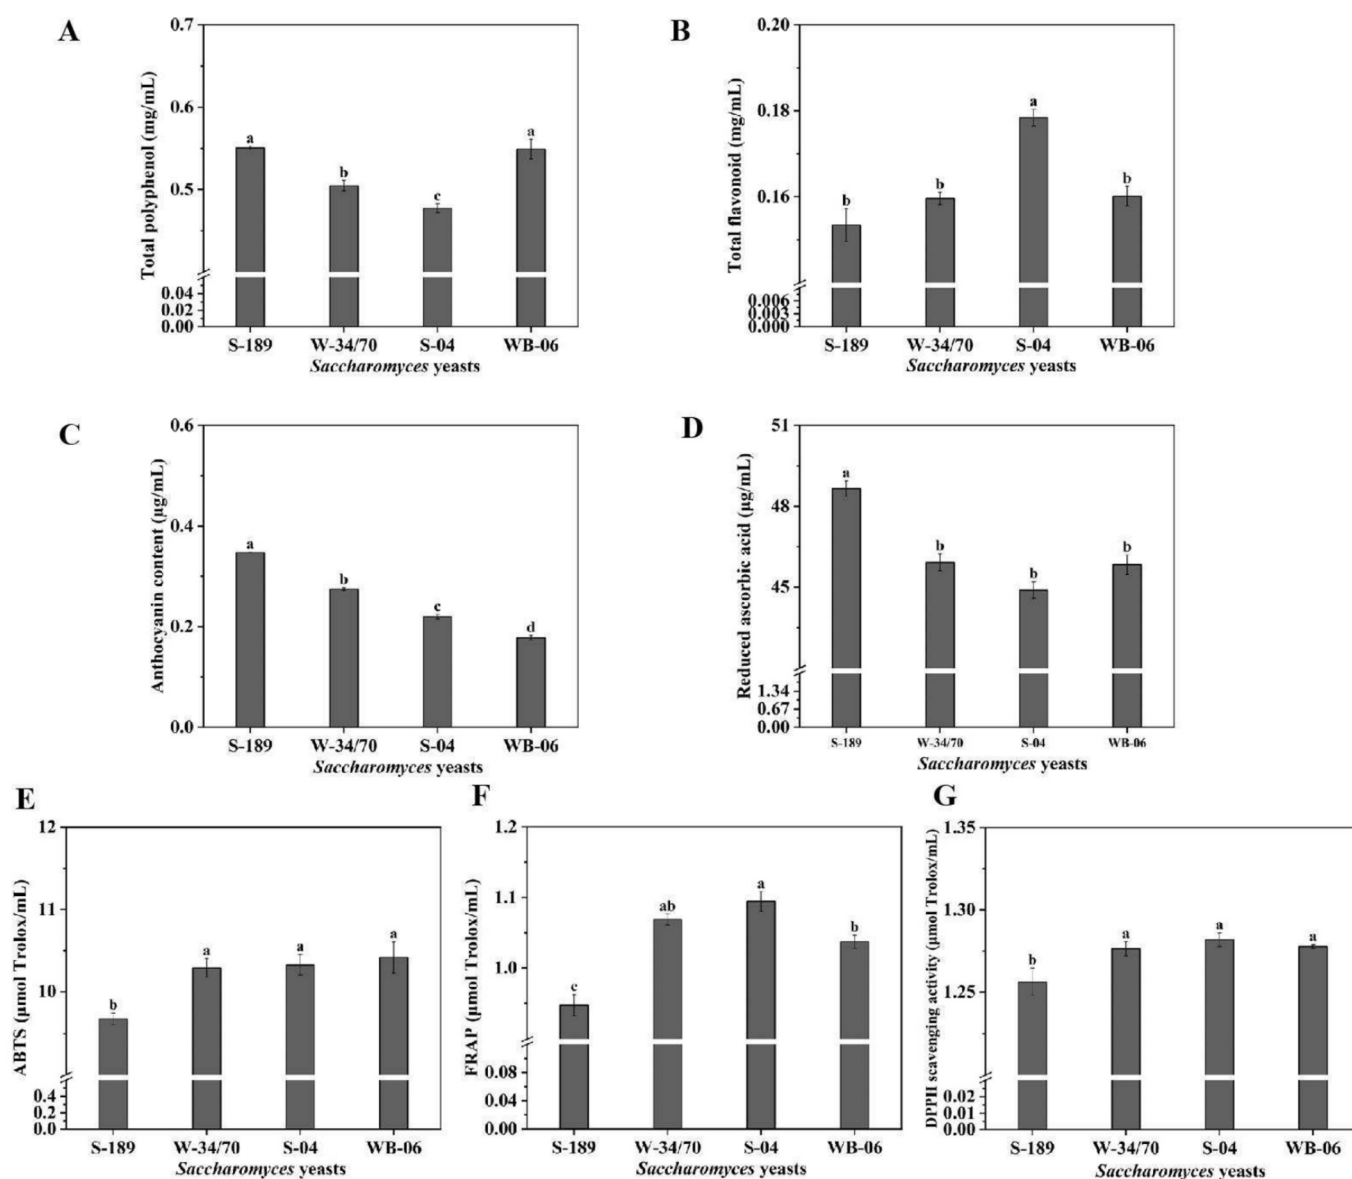 A
Total polyphenol (mg/mL)
0.7
0.6
0.5
0.04
0.02
0.00
a
b
c
a
S-189 W-34/70 S-04 WB-06
Saccharomyces yeasts
B
Total flavonoid (mg/mL)
0.20
0.18
0.16
0.006
0.003
0.000
b
b
a
b
S-189 W-34/70 S-04 WB-06
Saccharomyces yeasts
C
Anthocyanin content (μg/mL)
0.6
0.4
0.2
0.0
a
b
c
d
S-189 W-34/70 S-04 WB-06
Saccharomyces yeasts
D
Reduced ascorbic acid (μg/mL)
51
48
45
1.34
0.67
0.00
a
b
b
b
S-189 W-34/70 S-04 WB-06
Saccharomyces yeasts
E
ABTS (μmol Trolox/mL)
12
11
10
0.4
0.2
0.0
b
a
a
a
S-189 W-34/70 S-04 WB-06
Saccharomyces yeasts
F
FRAP (μmol Trolox/mL)
1.2
1.1
1.0
0.08
0.04
0.00
c
ab
a
b
S-189 W-34/70 S-04 WB-06
Saccharomyces yeasts
G
DPPH scavenging activity (μmol Trolox/mL)
1.35
1.30
1.25
0.02
0.01
0.00
b
a
a
a
S-189 W-34/70 S-04 WB-06
Saccharomyces yeasts